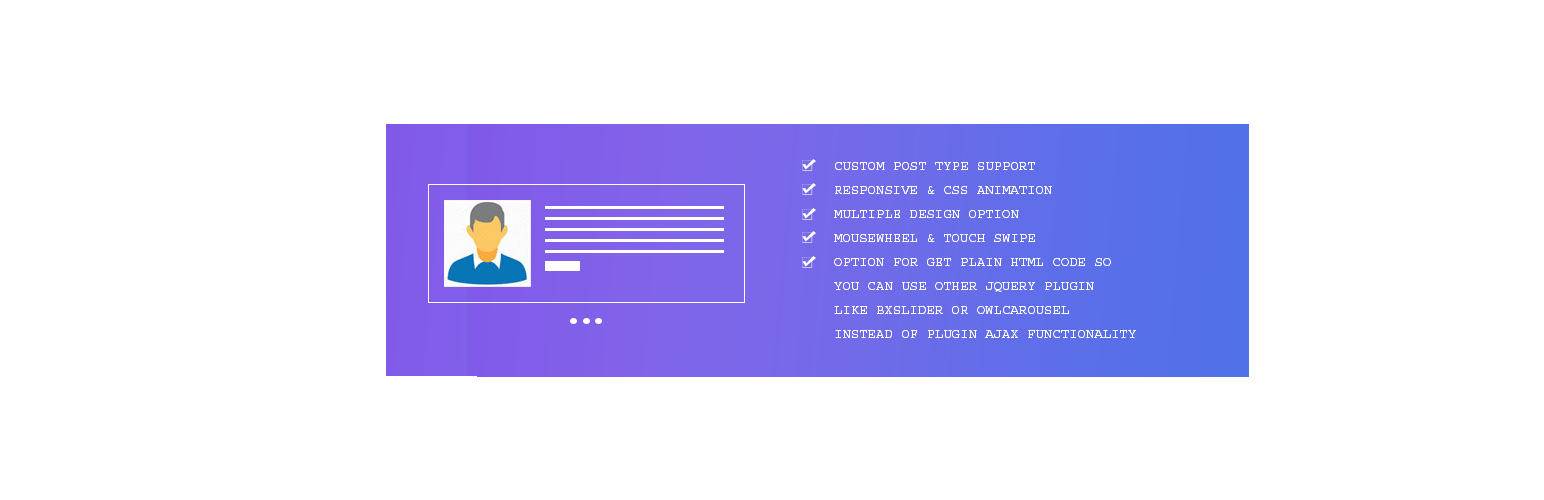 CUSTOM POST TYPE SUPPORT
RESPONSIVE & CSS ANIMATION
MULTIPLE DESIGN OPTION
MOUSEWHEEL & TOUCH SWIPE
OPTION FOR GET PLAIN HTML CODE SO
YOU CAN USE OTHER JQUERY PLUGIN
LIKE BXSLIDER OR OWLCAROUSEL
INSTEAD OF PLUGIN AJAX FUNCTIONALITY